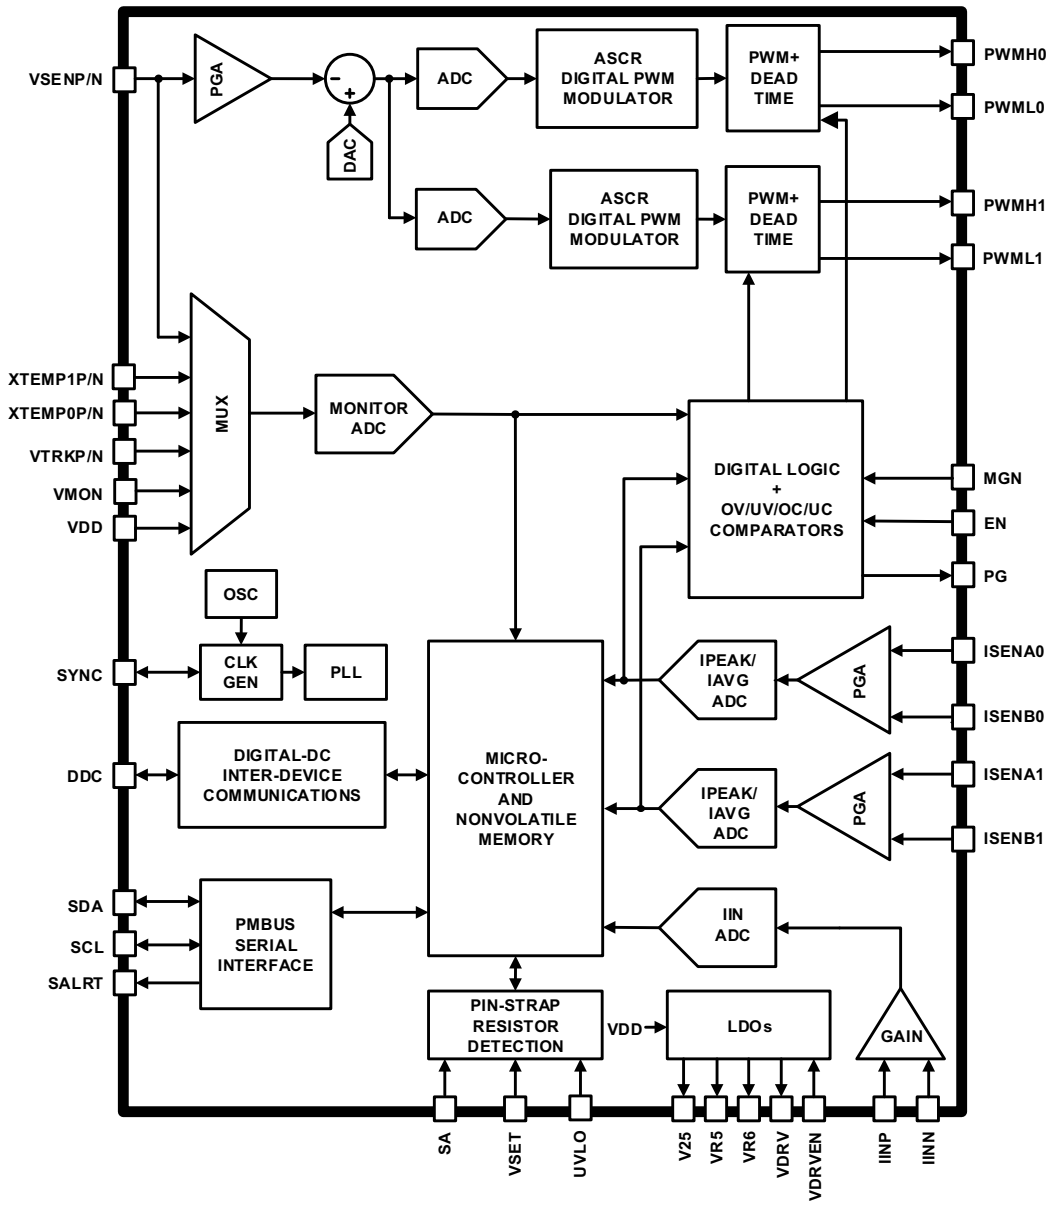 VSENP/N
PGA
−
+
DAC
ADC
ASCR
DIGITAL PWM
MODULATOR
PWM+
DEAD
TIME
PWMH0
PWML0
ADC
ASCR
DIGITAL PWM
MODULATOR
PWM+
DEAD
TIME
PWMH1
PWML1
XTEMP1P/N
XTEMP0P/N
VTRKP/N
VMON
VDD
MUX
MONITOR
ADC
DIGITAL LOGIC
+
OV/UV/OC/UC
COMPARATORS
MGN
EN
PG
OSC
SYNC
CLK
GEN
PLL
DDC
DIGITAL-DC
INTER-DEVICE
COMMUNICATIONS
MICRO-
CONTROLLER
AND
NONVOLATILE
MEMORY
IPEAK/
IAVG
ADC
PGA
ISENA0
ISENB0
IPEAK/
IAVG
ADC
PGA
ISENA1
ISENB1
SDA
SCL
SALRT
PMBUS
SERIAL
INTERFACE
IIN
ADC
PIN-STRAP
RESISTOR
DETECTION
VDD
LDOs
GAIN
SA
VSET
UVLO
V25
VR5
VR6
VDRV
VDRVEN
IINP
IINN